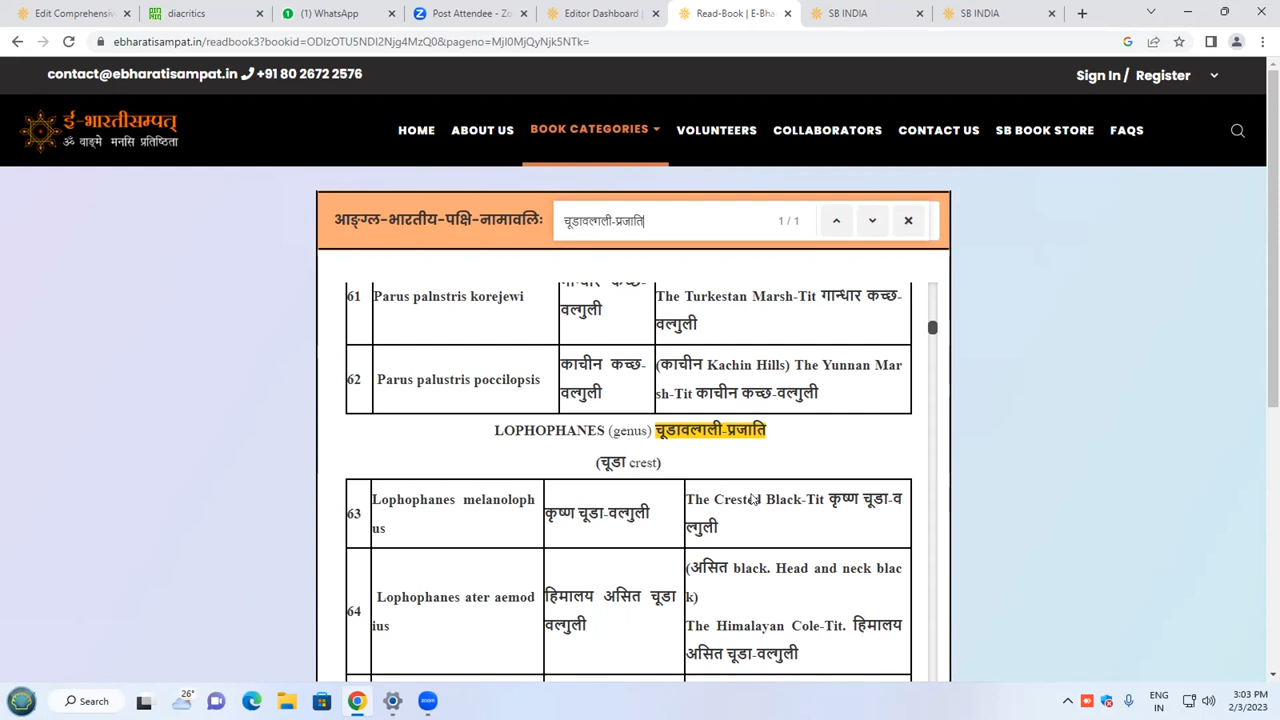 Edit Comprehensiv
diacritics
(1) WhatsApp
Post Attendee - Zo
Editor Dashboard |
Read-Book | E-Bha
SB INDIA
SB INDIA
ebharatisampat.in/readbook3?bookid=ODIzOTU5NDI2Njg4MzQ0&pageno=MjI0MjQyNjk5NTk=
contact@ebharatisampat.in +91 80 2672 2576
Sign In / Register
ई-भारतीसम्पत्
ॐ वाङ्मे मनसि प्रतिष्ठिता
HOME ABOUT US BOOK CATEGORIES VOLUNTEERS COLLABORATORS CONTACT US SB BOOK STORE FAQS
आङ्ग्ल-भारतीय-पक्षि-नामावलिः
चूडावल्गली-प्रजाति 1 / 1
61 Parus palnstris korejewi गान्धार कच्छ- The Turkestan Marsh-Tit गान्धार कच्छ-
वल्गुली वल्गुली
62 Parus palustris poccilopsis काचीन कच्छ- (काचीन Kachin Hills) The Yunnan Mar
वल्गुली sh-Tit काचीन कच्छ-वल्गुली
LOPHOPHANES (genus) चूडावल्गली-प्रजाति
(चूडा crest)
63 Lophophanes melanoloph कृष्ण चूडा-वल्गुली The Crested Black-Tit कृष्ण चूडा-व
us ल्गुली
64 Lophophanes ater aemod हिमालय असित चूडा (असित black. Head and neck blac
ius वल्गुली k)
The Himalayan Cole-Tit. हिमालय
असित चूडा-वल्गुली
26°
Search
zoom
ENG
IN
3:03 PM
2/3/2023